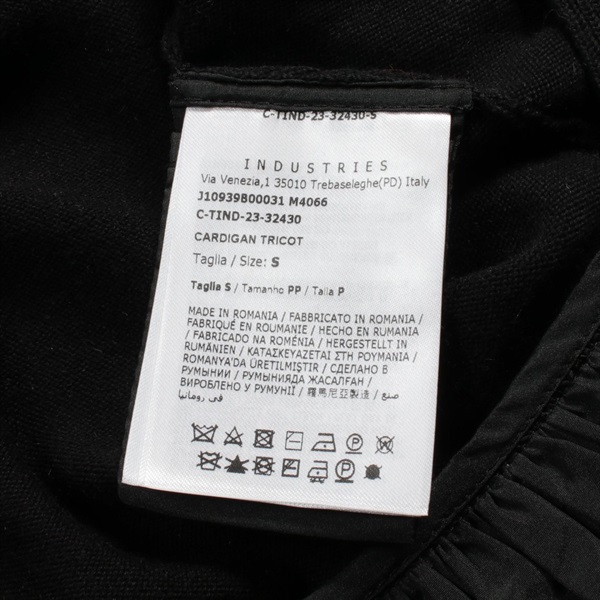 C-TIND-23-32430-S
INDUSTRIES
Via Venezia,1 35010 Trebaseleghe(PD) Italy
J10939B00031 M4066
C-TIND-23-32430
CARDIGAN TRICOT
Taglia / Size: S
Taglia S / Tamanho PP / Talla P
MADE IN ROMANIA / FABBRICATO IN ROMANIA
/ FABRIQUÉ EN ROUMANIE / HECHO EN RUMANIA
/ FABRICADO NA ROMÉNIA / HERGESTELLT IN
RUMÄNIEN / ΚΑΤΑΣΚΕΥΑΖΕΤΑΙ ΣΤΗ ΡΟΥΜΑΝΙΑ /
ROMANYA'DA ÜRETILMIŞTIR / СДЕЛАНО В
РУМЫНИИ / РУМЫНИЯДА ЖАСАЛҒАН /
ВИРОБЛЕНО У РУМУНІЇ / 羅馬尼亞製造 / صنع
في رومانيا